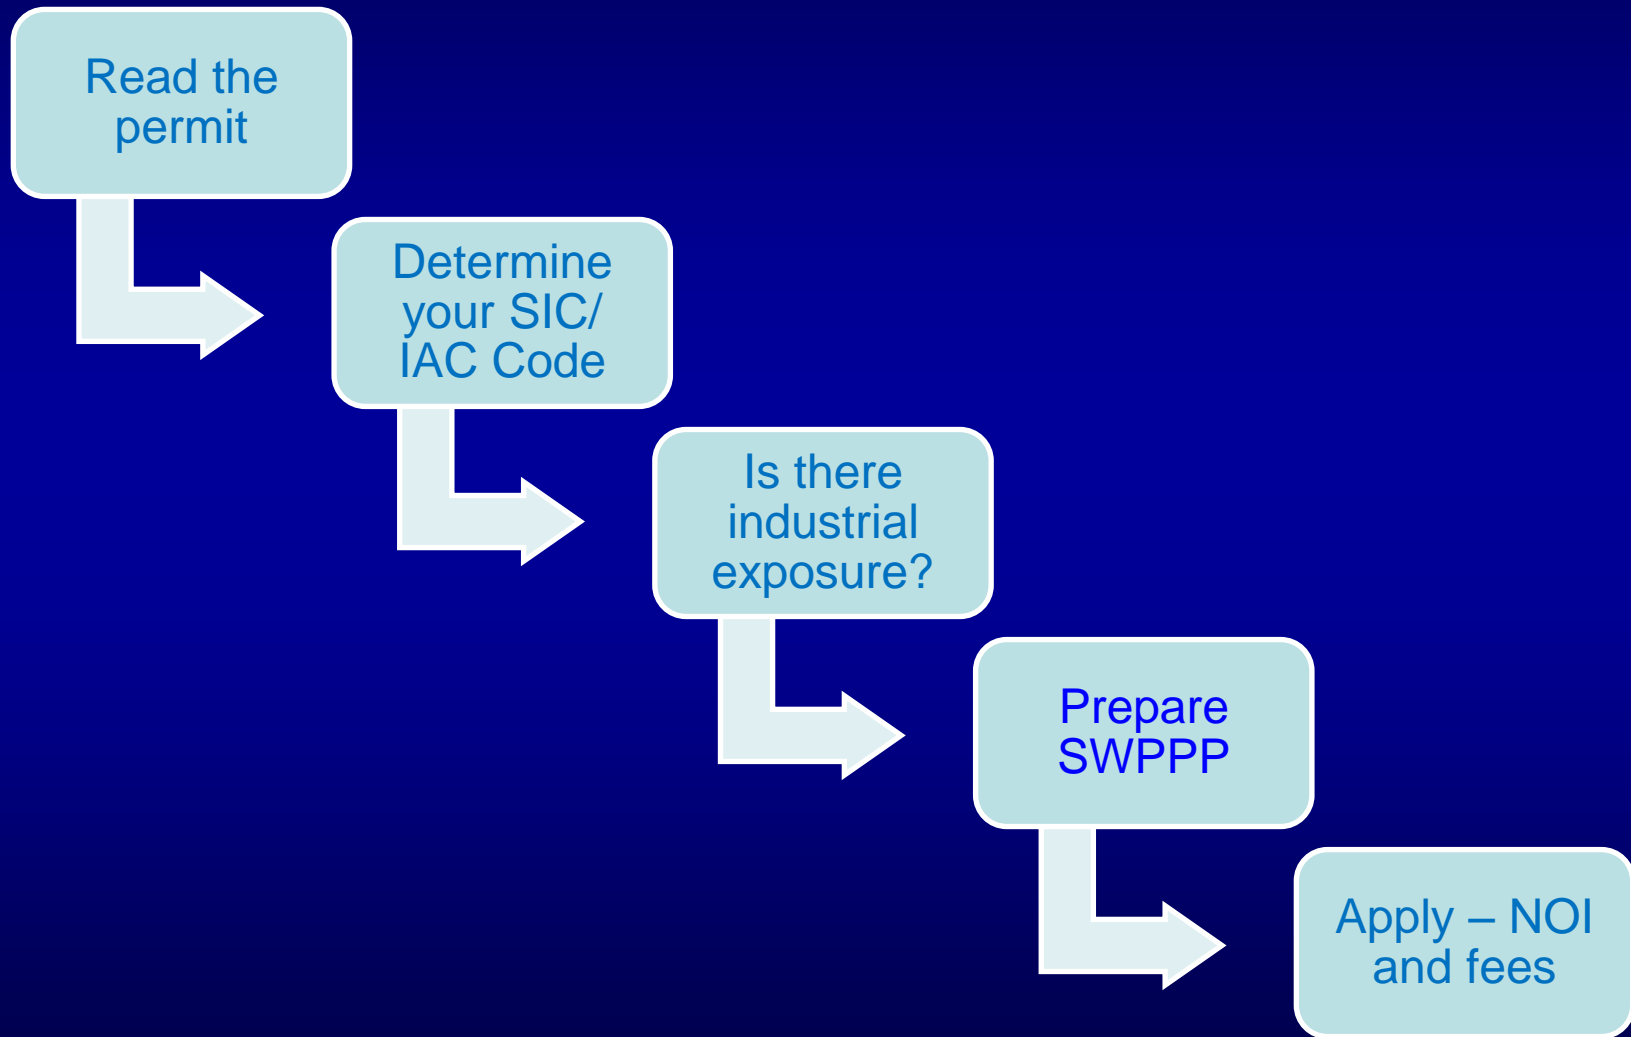 Read the
permit
Determine
your SIC/
IAC Code
Is there
industrial
exposure?
Prepare
SWPPP
Apply – NOI
and fees